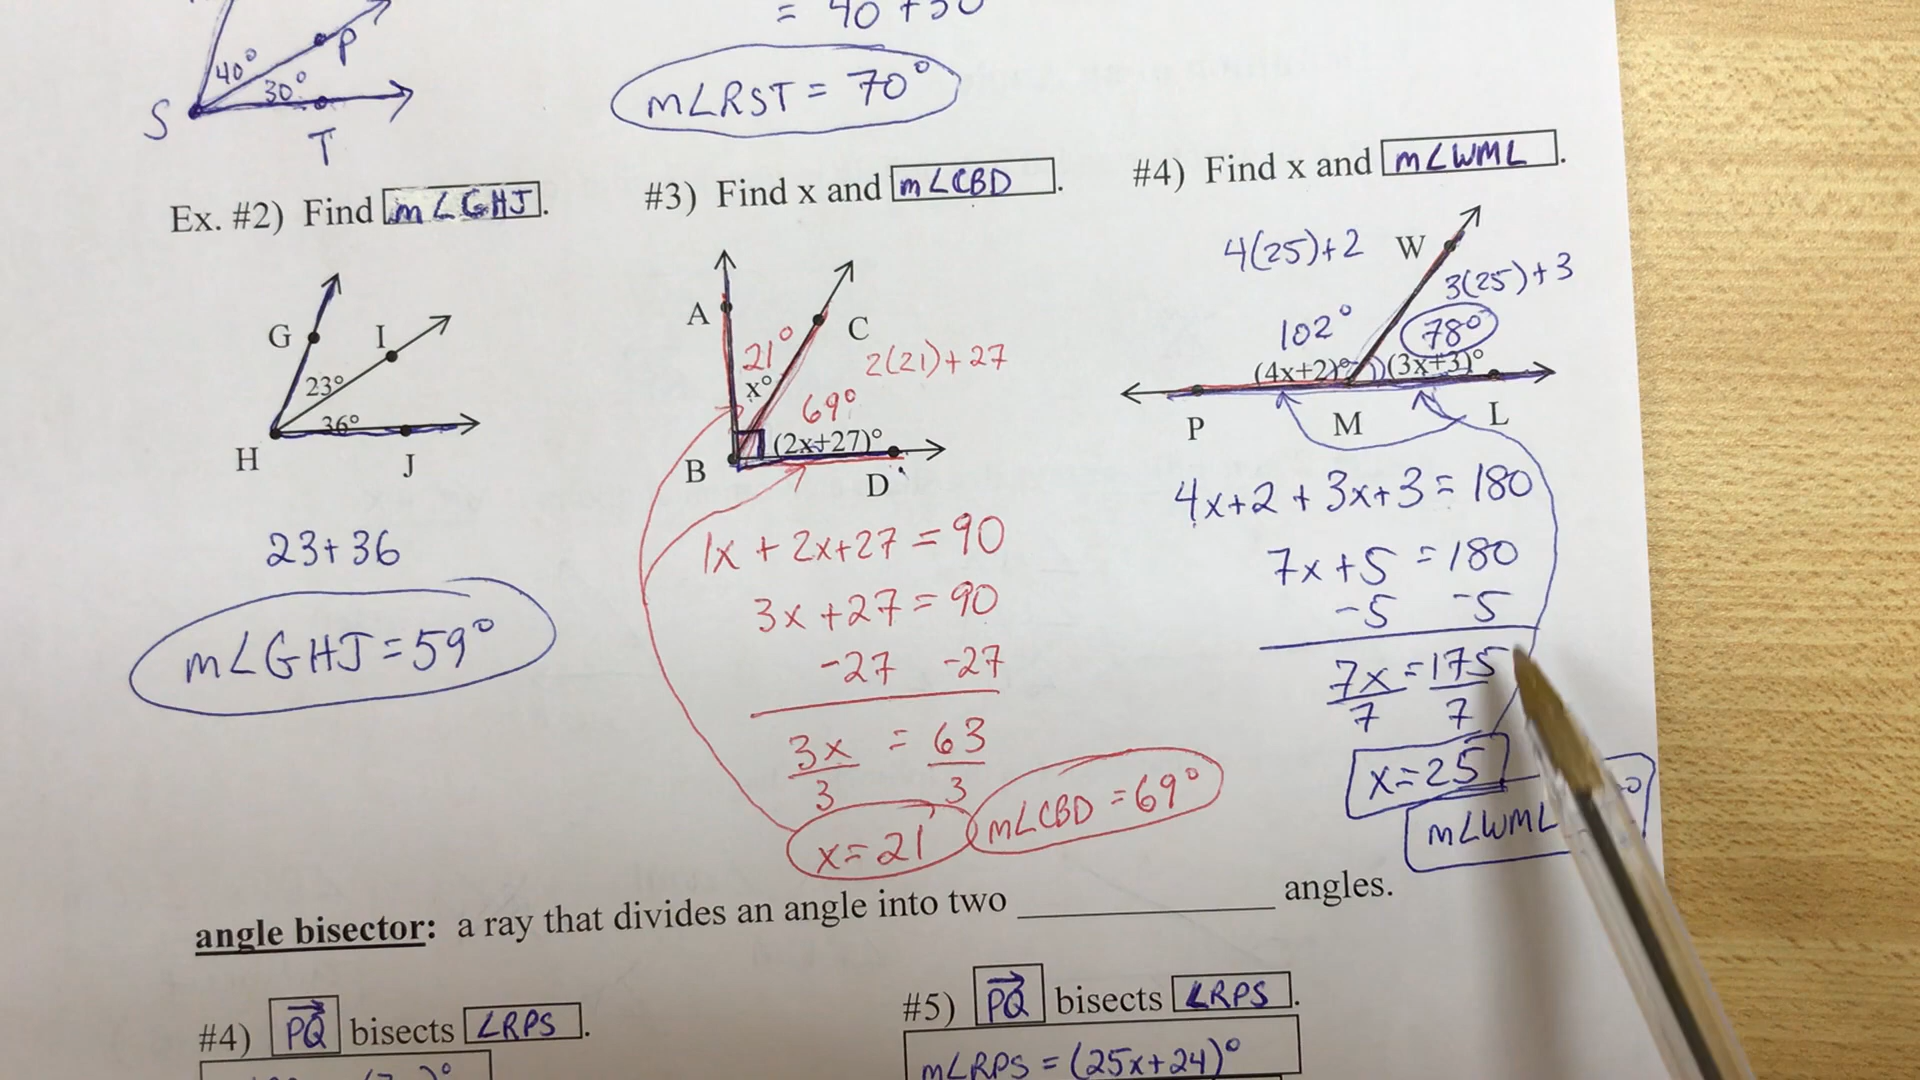 = 40 + 30
40°
P
30°
S
T
m∠RST = 70°
Ex. #2) Find m∠GHJ.
G
I
23°
36°
H
J
23+36
m∠GHJ=59°
#3) Find x and m∠CBD.
A
C
21°
2(21)+27
x°
69°
(2x+27)°
B
D
1x + 2x+27 = 90
3x +27 = 90
-27 -27
3x = 63
3 3
x=21
m∠CBD =69°
#4) Find x and m∠WML.
4(25)+2
W
3(25)+3
102°
78°
(4x+2)°
(3x+3)°
P
M
L
4x+2 + 3x+3 = 180
7x+5 = 180
-5 -5
7x=175
7 7
x=25
m∠WML
angle bisector: a ray that divides an angle into two __________ angles.
#4) PQ bisects ∠RPS.
#5) PQ bisects ∠RPS.
m∠RPS = (25x+24)°